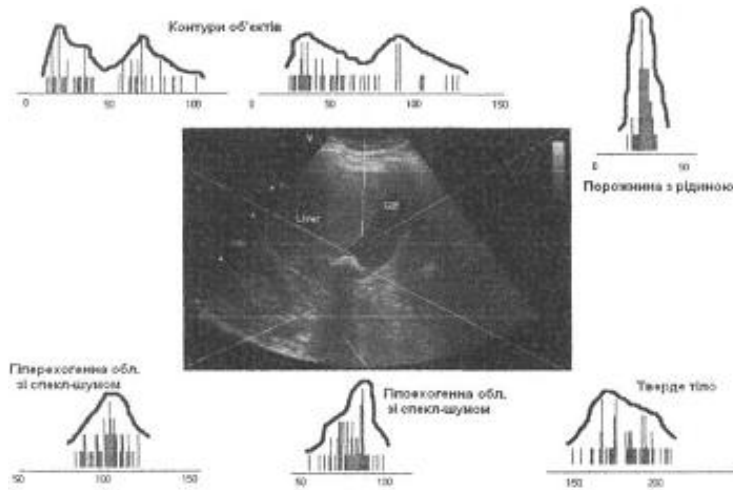 Контури об'єктів
0 50 100
0 50 100 150
0 50
Порожнина з рідиною
Liver
GB
Гіперехогенна обл.
зі спекл-шумом
50 100 150
Гіпоехогенна обл.
зі спекл-шумом
50 100
Тверде тіло
150 200